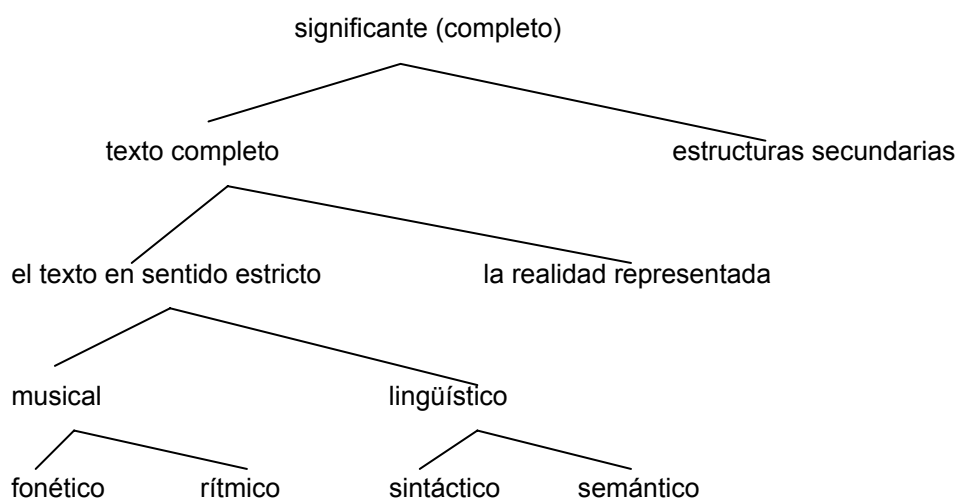 significante (completo)
texto completo estructuras secundarias
el texto en sentido estricto la realidad representada
musical lingüístico
fonético rítmico sintáctico semántico